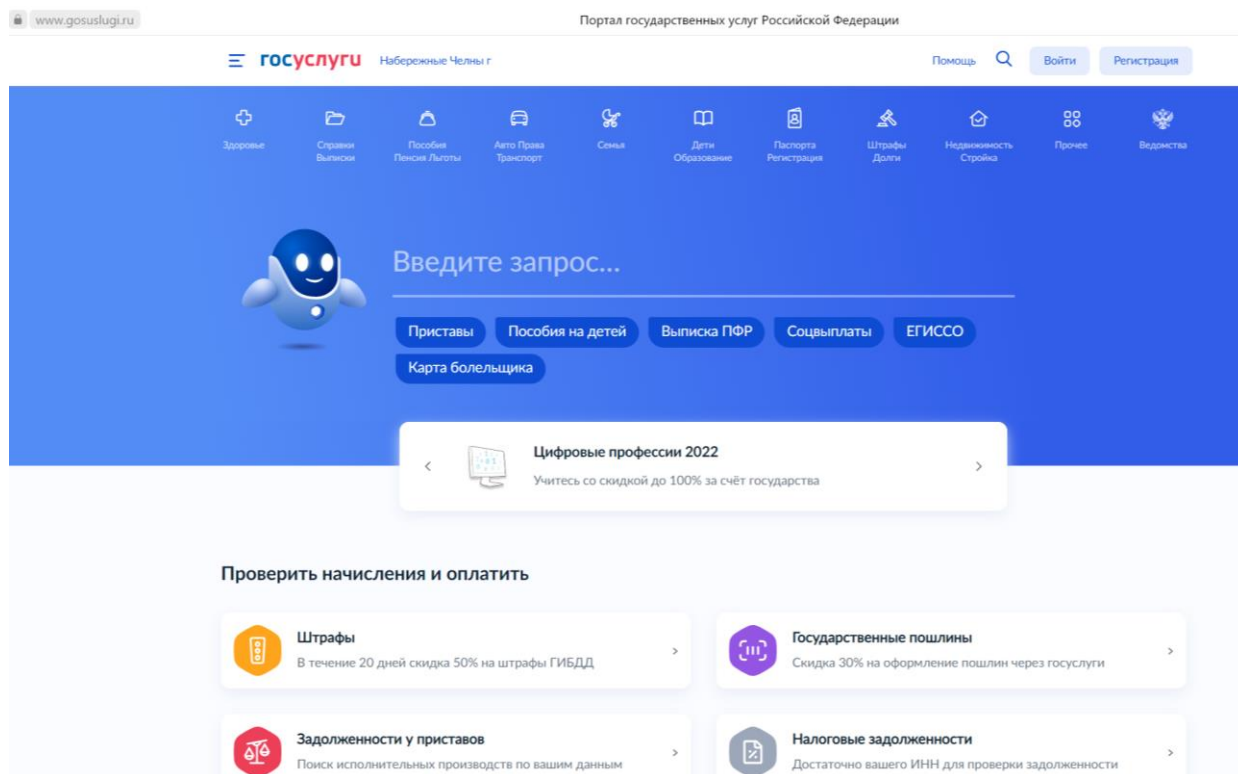 www.gosuslugi.ru
Портал государственных услуг Российской Федерации
госуслуги
Набережные Челны г
Помощь
Войти
Регистрация
Здоровье
Справки
Выписки
Пособия
Пенсия Льготы
Авто Права
Транспорт
Семья
Дети
Образование
Паспорта
Регистрация
Штрафы
Долги
Недвижимость
Стройка
Прочее
Ведомства
Введите запрос...
Приставы
Пособия на детей
Выписка ПФР
Соцвыплаты
ЕГИССО
Карта болельщика
Цифровые профессии 2022
Учитесь со скидкой до 100% за счёт государства
Проверить начисления и оплатить
Штрафы
В течение 20 дней скидка 50% на штрафы ГИБДД
Государственные пошлины
Скидка 30% на оформление пошлин через госуслуги
Задолженности у приставов
Поиск исполнительных производств по вашим данным
Налоговые задолженности
Достаточно вашего ИНН для проверки задолженности